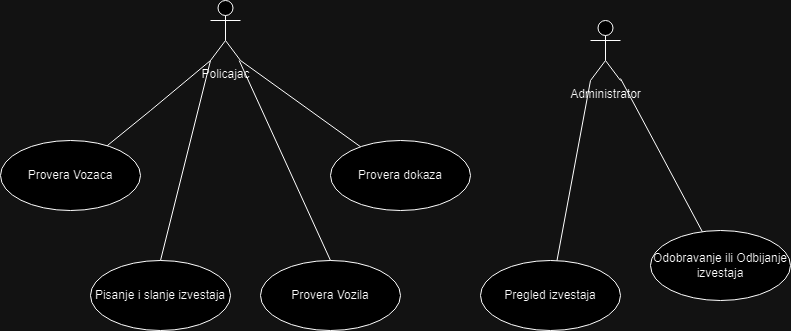 Policajac
Administrator
Provera Vozaca
Provera dokaza
Pisanje i slanje izvestaja
Provera Vozila
Pregled izvestaja
Odobravanje ili Odbijanje
izvestaja